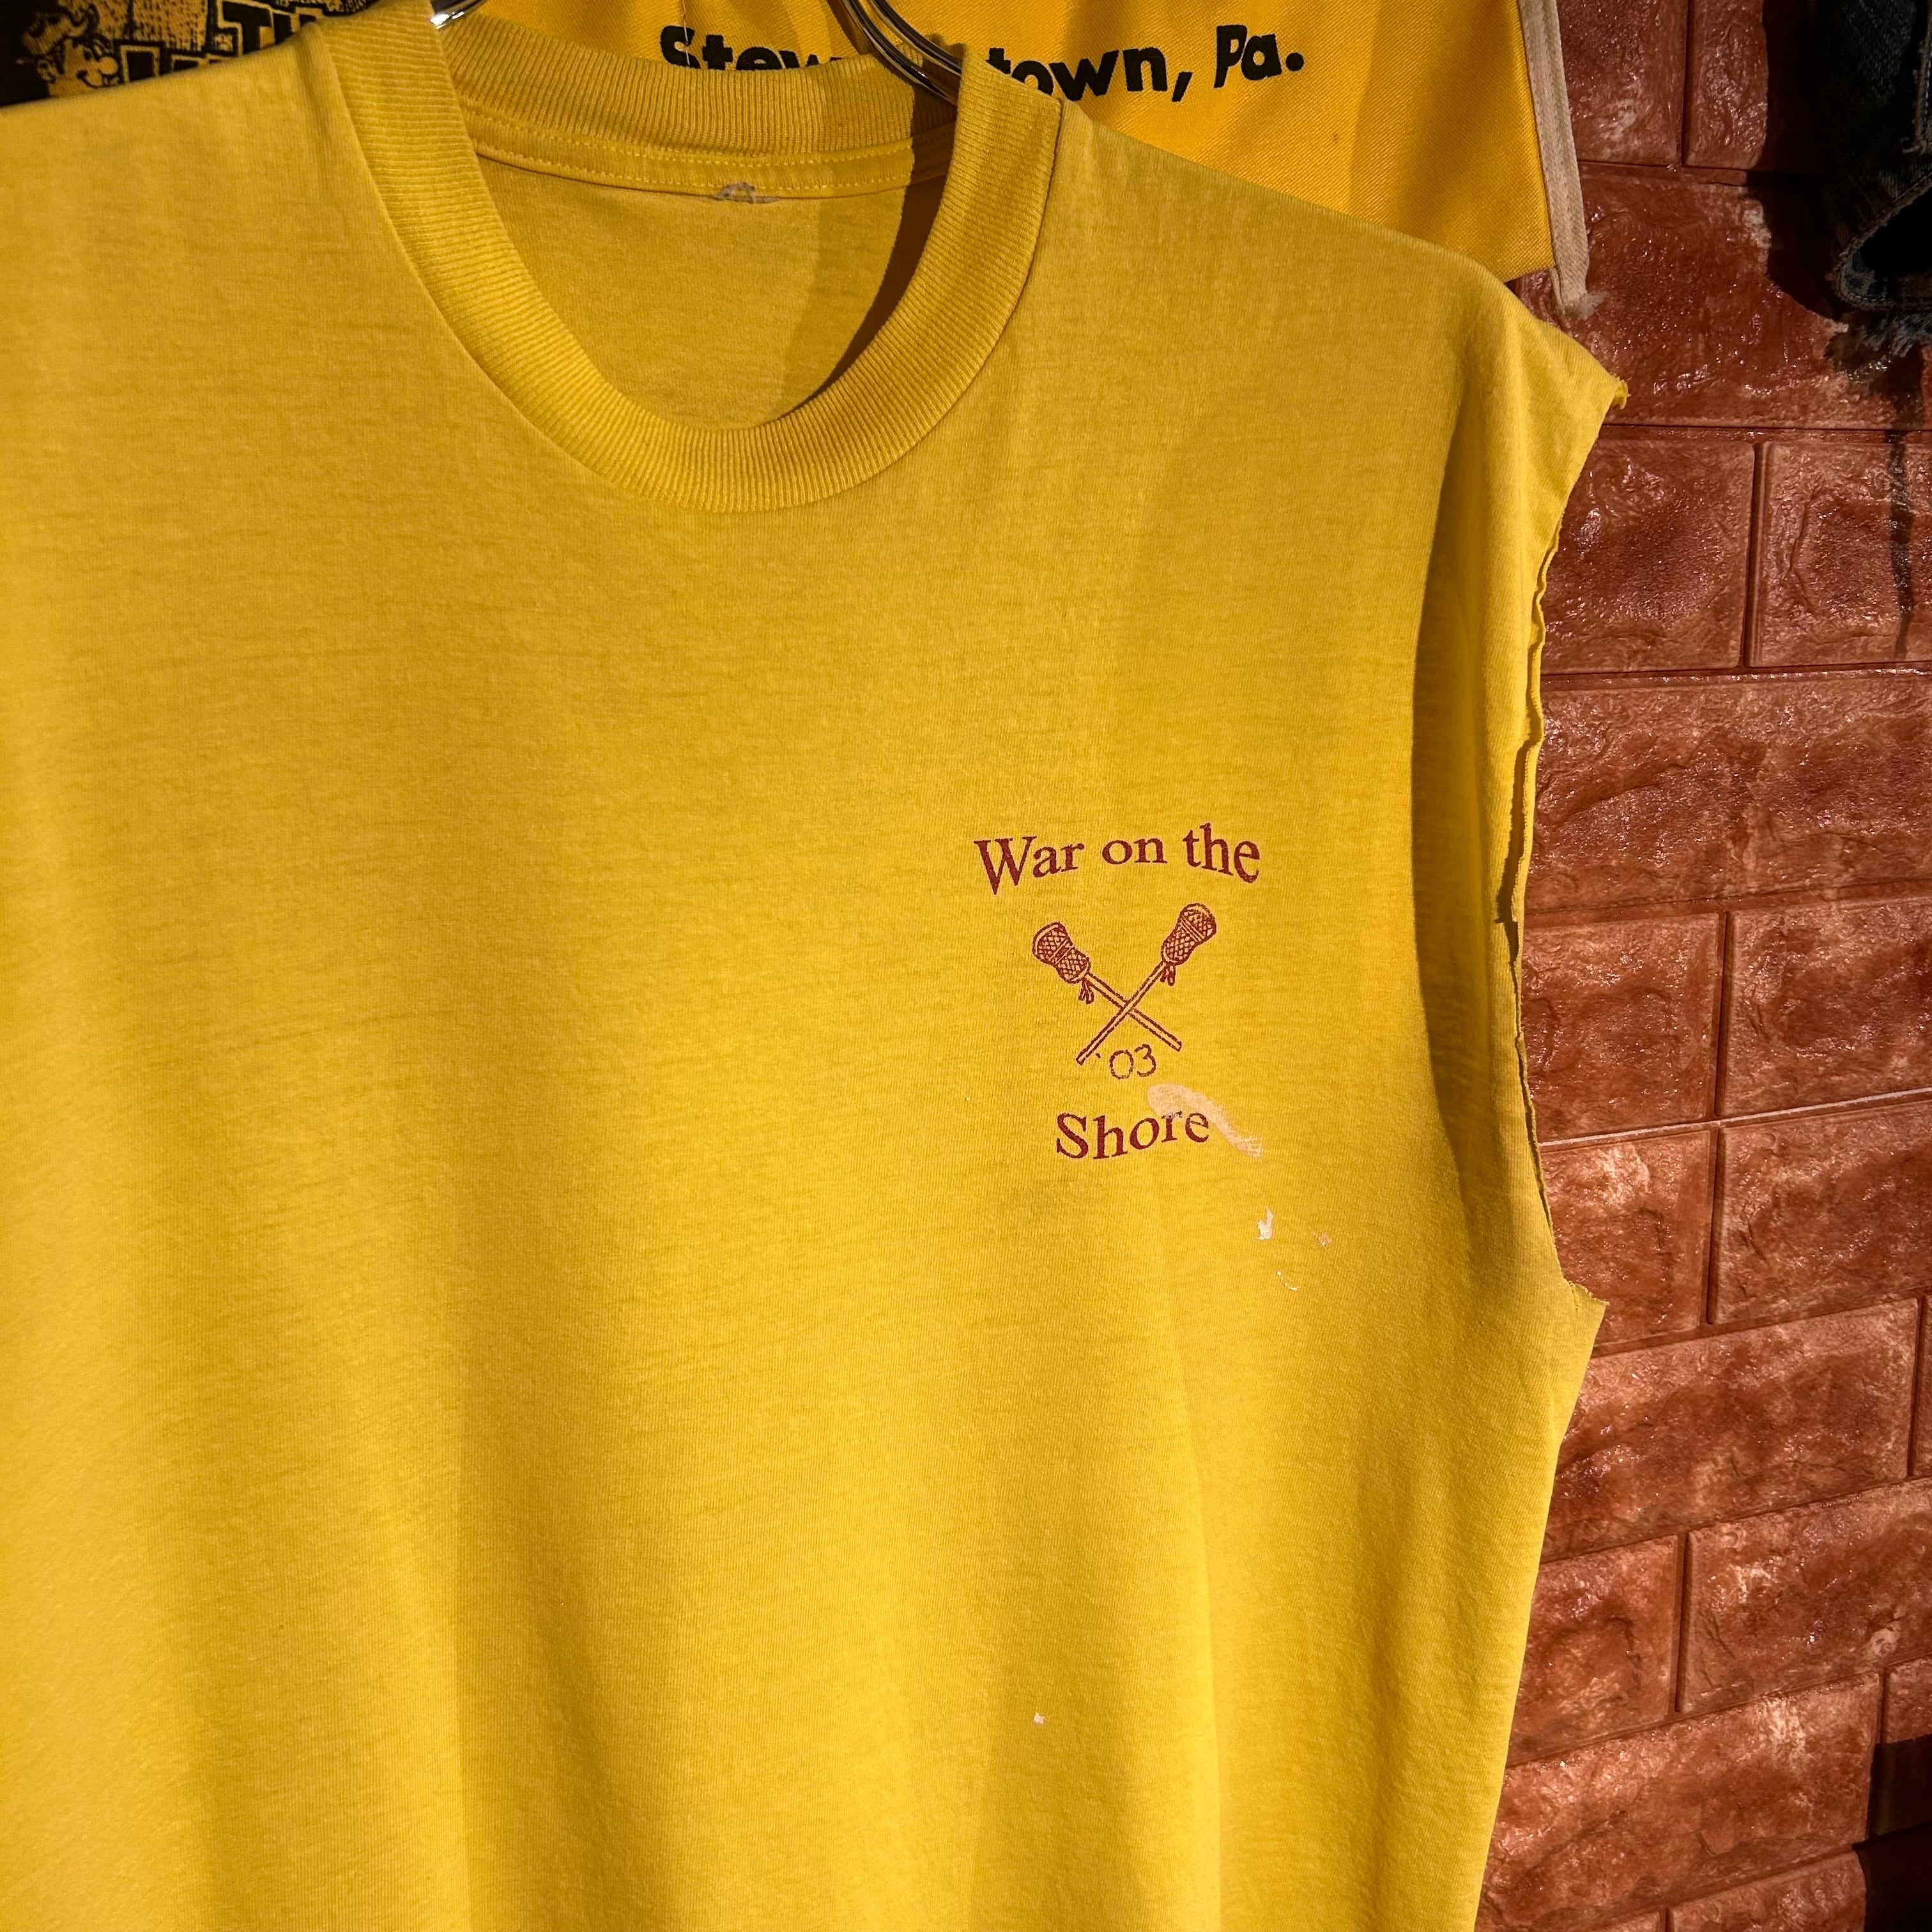 town, Pa.
War on the
'03
Shore